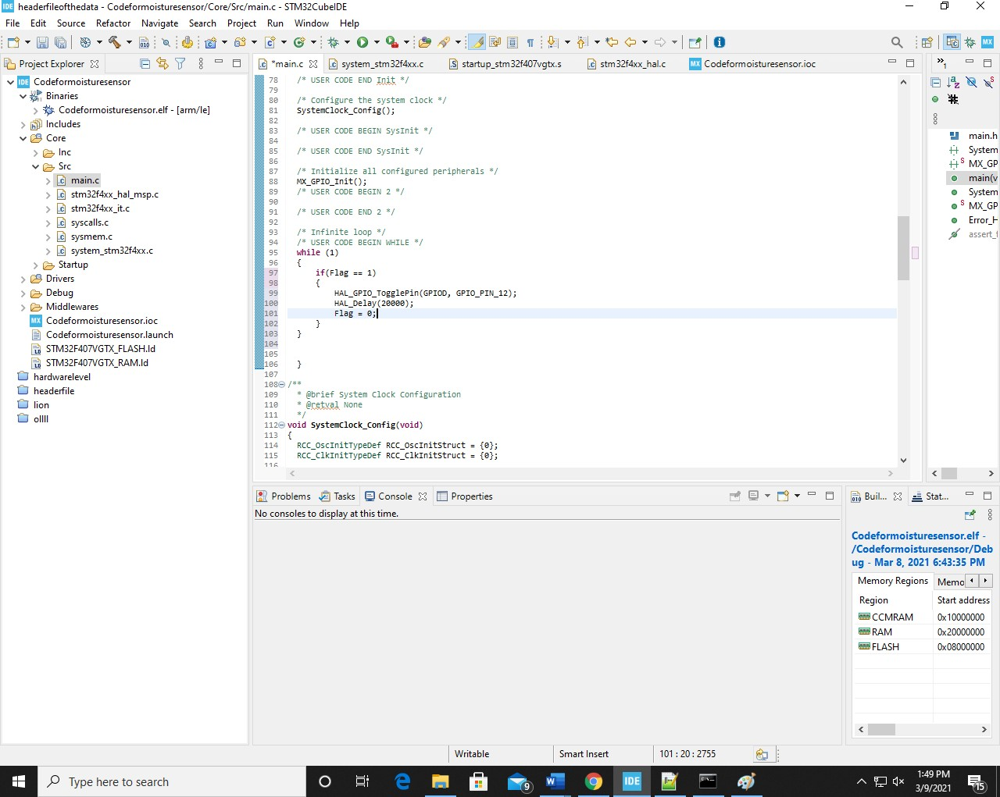 headerfileofthedata - Codeformoisturesensor/Core/Src/main.c - STM32CubeIDE
File Edit Source Refactor Navigate Search Project Run Window Help
Project Explorer
Codeformoisturesensor
Binaries
Codeformoisturesensor.elf - [arm/le]
Includes
Core
Inc
Src
main.c
stm32f4xx_hal_msp.c
stm32f4xx_it.c
syscalls.c
sysmem.c
system_stm32f4xx.c
Startup
Drivers
Debug
Middlewares
Codeformoisturesensor.ioc
Codeformoisturesensor.launch
STM32F407VGTX_FLASH.ld
STM32F407VGTX_RAM.ld
hardwarelevel
headerfile
lion
ollll
*main.c system_stm32f4xx.c startup_stm32f407vgtx.s stm32f4xx_hal.c Codeformoisturesensor.ioc
78 /* USER CODE END Init */
79
80 /* Configure the system clock */
81 SystemClock_Config();
82
83 /* USER CODE BEGIN SysInit */
84
85 /* USER CODE END SysInit */
86
87 /* Initialize all configured peripherals */
88 MX_GPIO_Init();
89 /* USER CODE BEGIN 2 */
90
91 /* USER CODE END 2 */
92
93 /* Infinite loop */
94 /* USER CODE BEGIN WHILE */
95 while (1)
96 {
97 if(Flag == 1)
98 {
99 HAL_GPIO_TogglePin(GPIOD, GPIO_PIN_12);
100 HAL_Delay(20000);
101 Flag = 0;
102 }
103 }
104
105
106 }
107
108 /**
109 * @brief System Clock Configuration
110 * @retval None
111 */
112 void SystemClock_Config(void)
113 {
114 RCC_OscInitTypeDef RCC_OscInitStruct = {0};
115 RCC_ClkInitTypeDef RCC_ClkInitStruct = {0};
116
main.h
System
MX_GP
main(v
System
MX_GP
Error_H
assert_f
Problems Tasks Console Properties
No consoles to display at this time.
Buil... Stat...
Codeformoisturesensor.elf -
/Codeformoisturesensor/Deb
ug - Mar 8, 2021 6:43:35 PM
Memory Regions Memo
Region Start address
CCMRAM 0x10000000
RAM 0x20000000
FLASH 0x08000000
Writable Smart Insert 101 : 20 : 2755
Type here to search
9
IDE
1:49 PM
3/9/2021
15